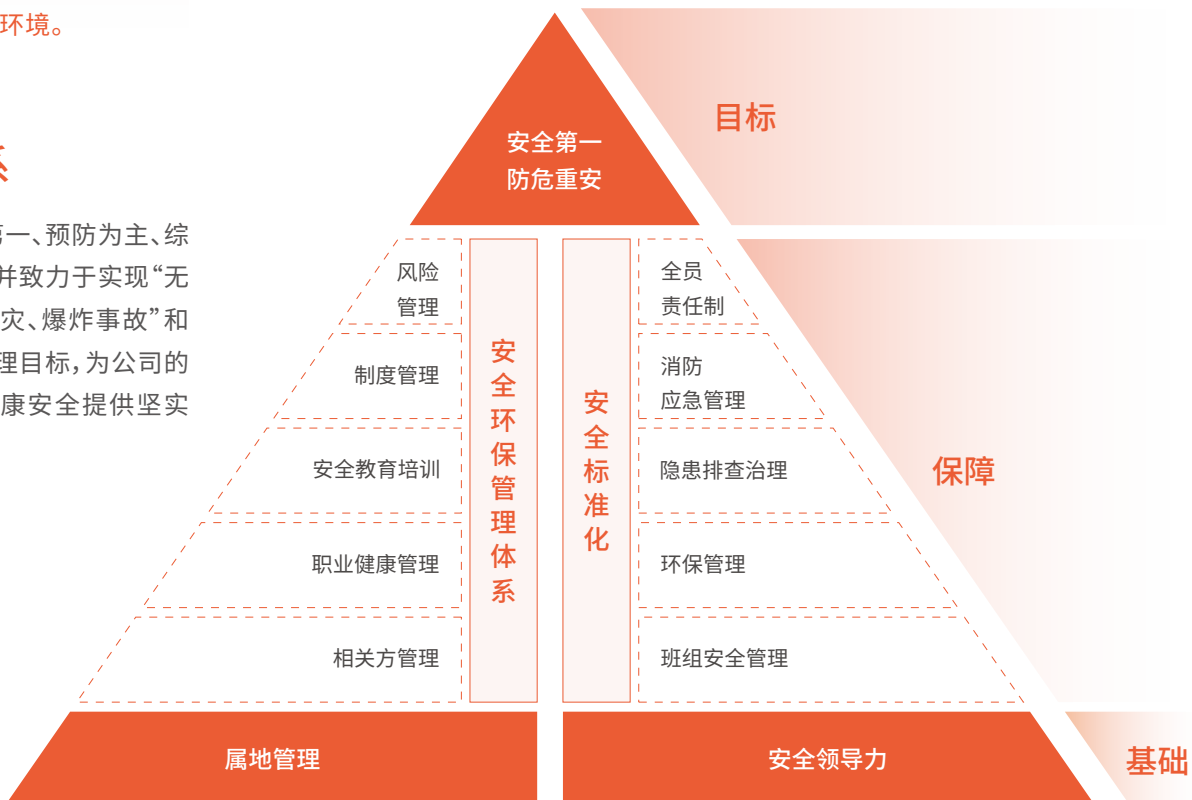 环境。
系
第一、预防为主、综
并致力于实现“无
灾、爆炸事故”和
理目标，为公司的
康安全提供坚实
目标
安全第一
防危重安
风险
管理
制度管理
安全教育培训
职业健康管理
相关方管理
安全环保管理体系
安全标准化
全员
责任制
消防
应急管理
隐患排查治理
环保管理
班组安全管理
保障
属地管理
安全领导力
基础